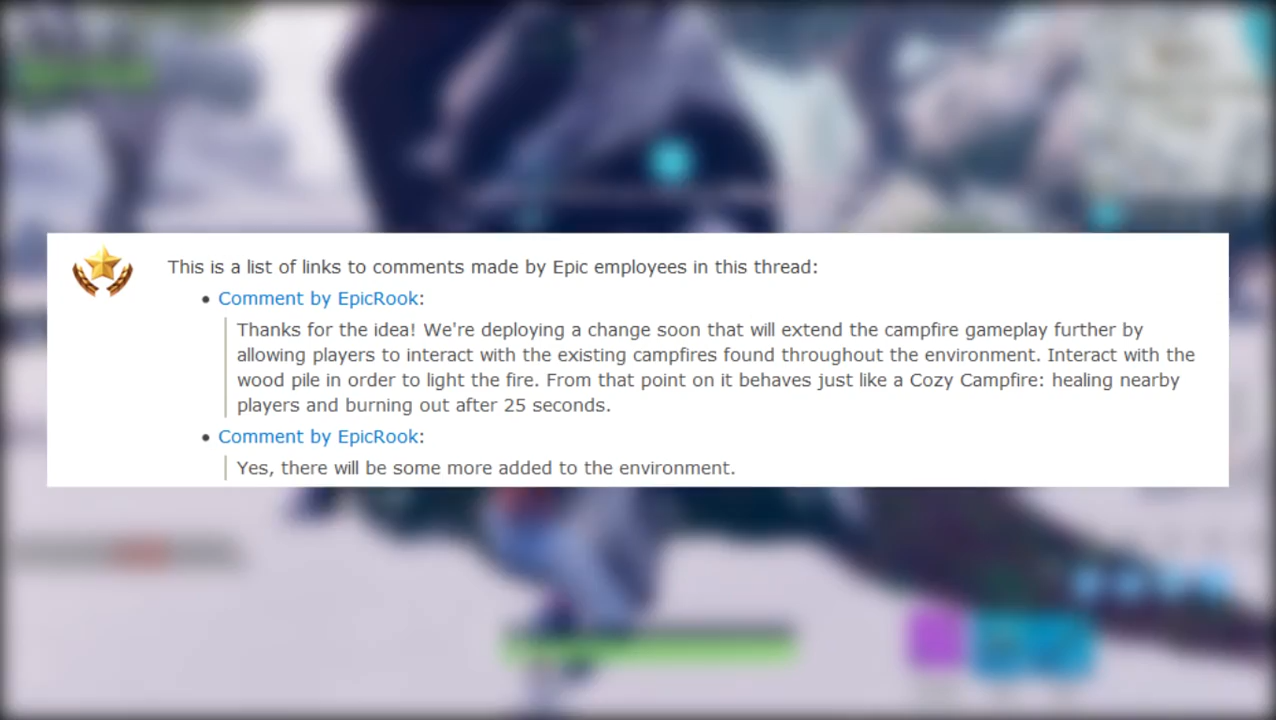 This is a list of links to comments made by Epic employees in this thread:
• Comment by EpicRook:
Thanks for the idea! We're deploying a change soon that will extend the campfire gameplay further by
allowing players to interact with the existing campfires found throughout the environment. Interact with the
wood pile in order to light the fire. From that point on it behaves just like a Cozy Campfire: healing nearby
players and burning out after 25 seconds.
• Comment by EpicRook:
Yes, there will be some more added to the environment.